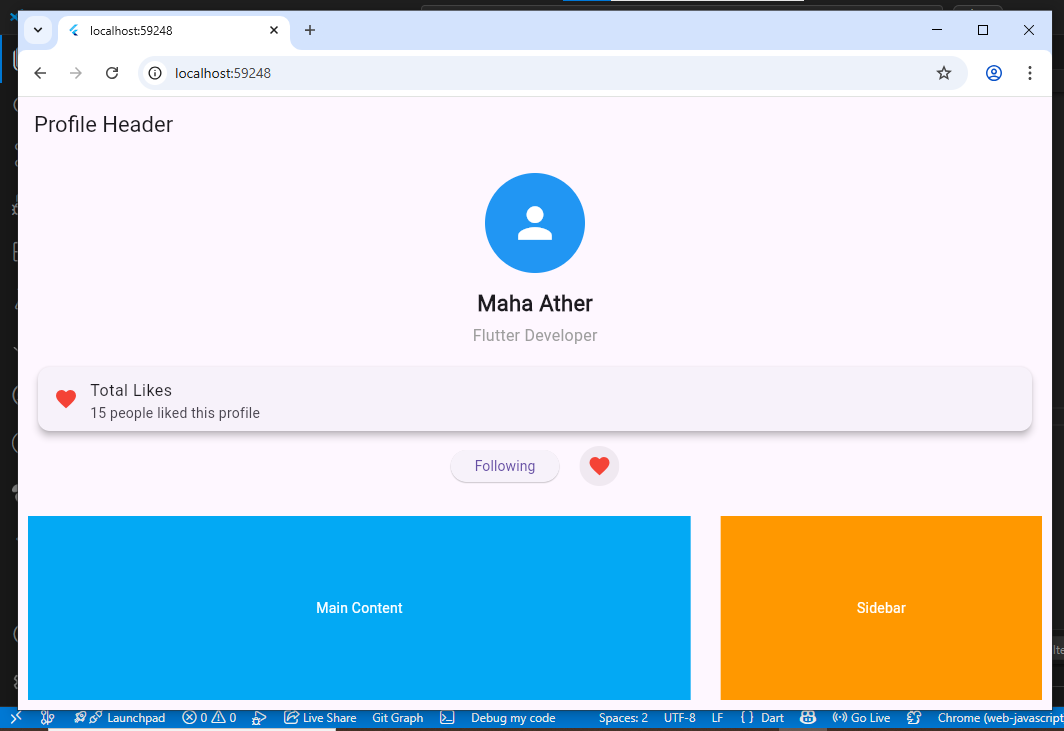 localhost:59248
localhost:59248
Profile Header
Maha Ather
Flutter Developer
Total Likes
15 people liked this profile
Following
Main Content
Sidebar
Launchpad 0 0 Live Share Git Graph Debug my code Spaces: 2 UTF-8 LF { } Dart Go Live Chrome (web-javascript